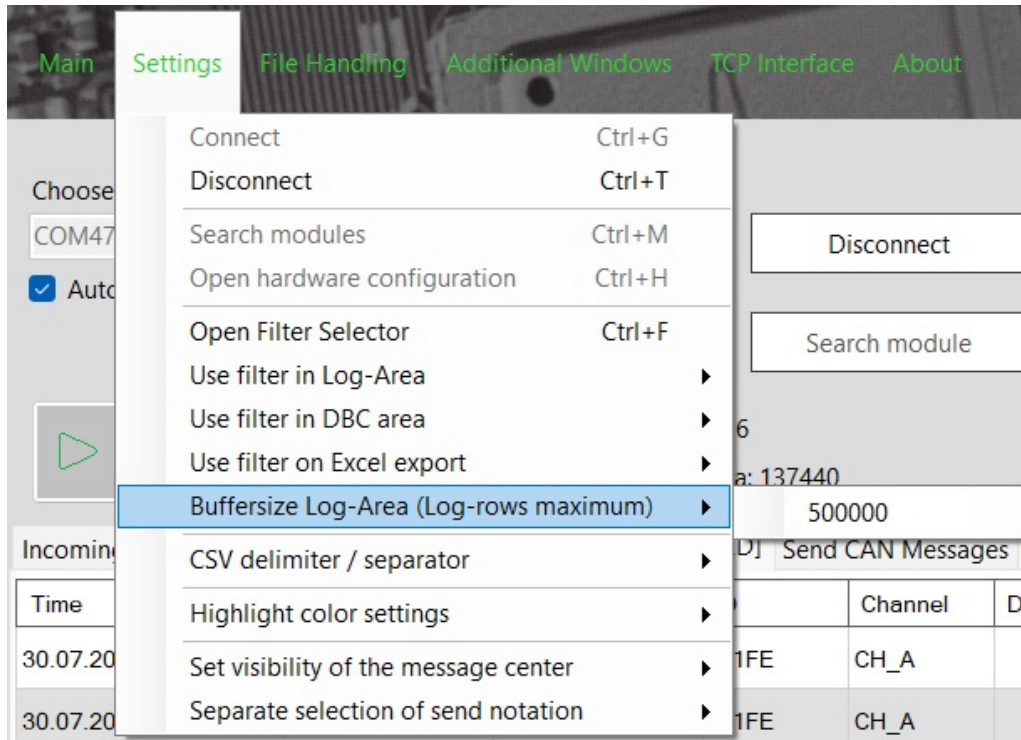 Main Settings File Handling Additional Windows TCP Interface About
Connect Ctrl+G
Choose
Disconnect Ctrl+T
COM47
Search modules Ctrl+M
Disconnect
Open hardware configuration Ctrl+H
Open Filter Selector Ctrl+F
Search module
Use filter in Log-Area
Use filter in DBC area
6
Use filter on Excel export
a: 137440
Buffersize Log-Area (Log-rows maximum)
500000
Incoming
CSV delimiter / separator
Send CAN Messages
Time
Highlight color settings
Channel
30.07.20
Set visibility of the message center
1FE CH_A
30.07.20
Separate selection of send notation
1FE CH_A